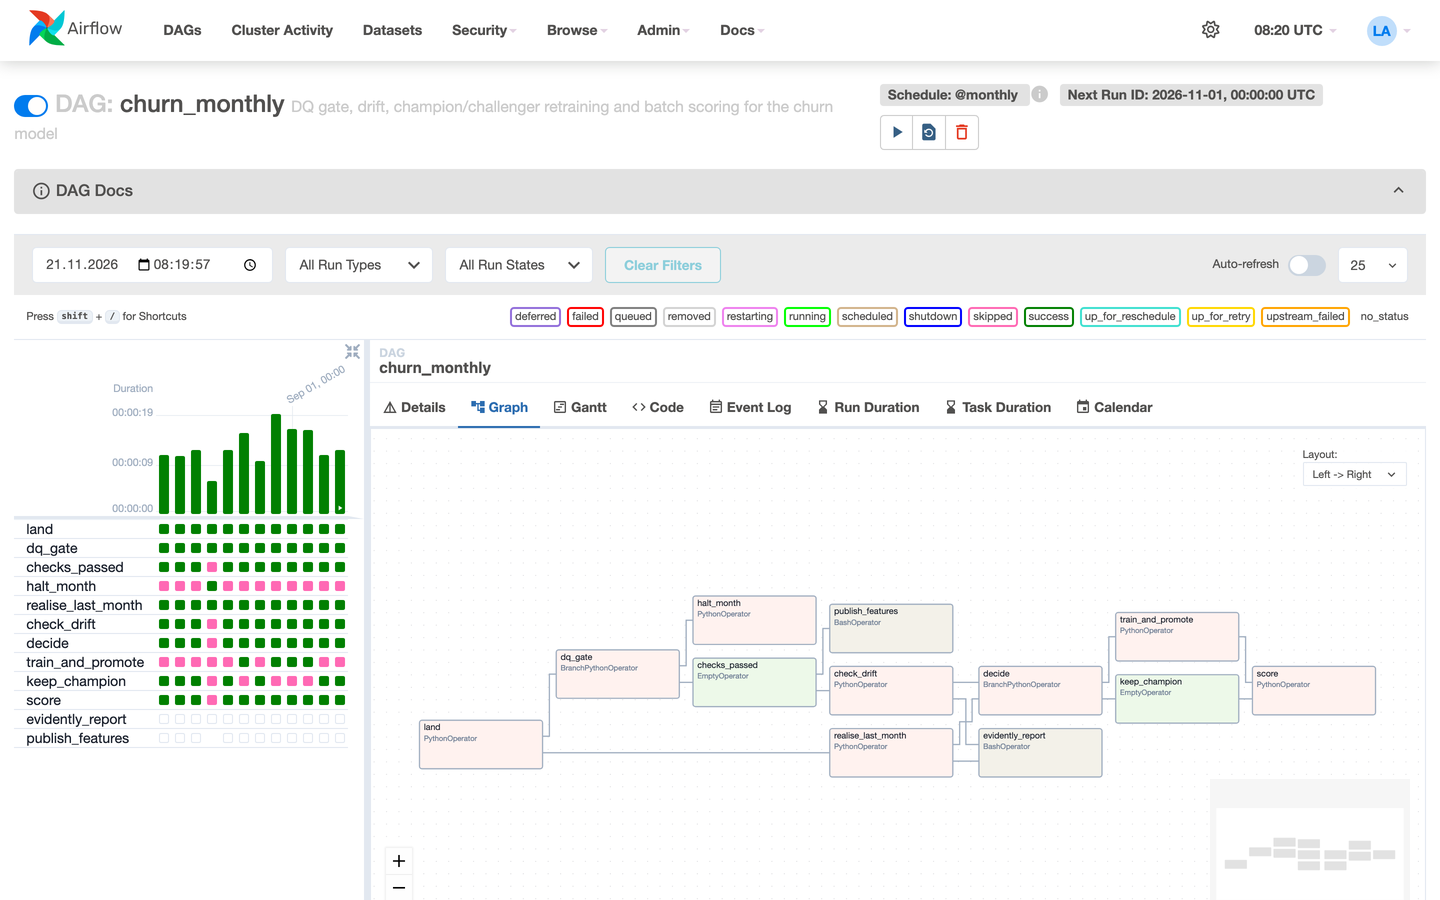 Airflow
DAGs
Cluster Activity
Datasets
Security
Browse
Admin
Docs
08:20 UTC
LA
DAG: churn_monthly DQ gate, drift, champion/challenger retraining and batch scoring for the churn
model
Schedule: @monthly
Next Run ID: 2026-11-01, 00:00:00 UTC
DAG Docs
21.11.2026 08:19:57
All Run Types
All Run States
Clear Filters
Auto-refresh
25
Press shift + / for Shortcuts
deferred
failed
queued
removed
restarting
running
scheduled
shutdown
skipped
success
up_for_reschedule
up_for_retry
upstream_failed
no_status
Duration
Sep 01, 00:00
00:00:19
00:00:09
00:00:00
land
dq_gate
checks_passed
halt_month
realise_last_month
check_drift
decide
train_and_promote
keep_champion
score
evidently_report
publish_features
DAG
churn_monthly
Details
Graph
Gantt
Code
Event Log
Run Duration
Task Duration
Calendar
Layout:
Left -> Right
land
PythonOperator
dq_gate
BranchPythonOperator
halt_month
PythonOperator
checks_passed
EmptyOperator
publish_features
BashOperator
check_drift
PythonOperator
realise_last_month
PythonOperator
decide
BranchPythonOperator
evidently_report
BashOperator
train_and_promote
PythonOperator
keep_champion
EmptyOperator
score
PythonOperator